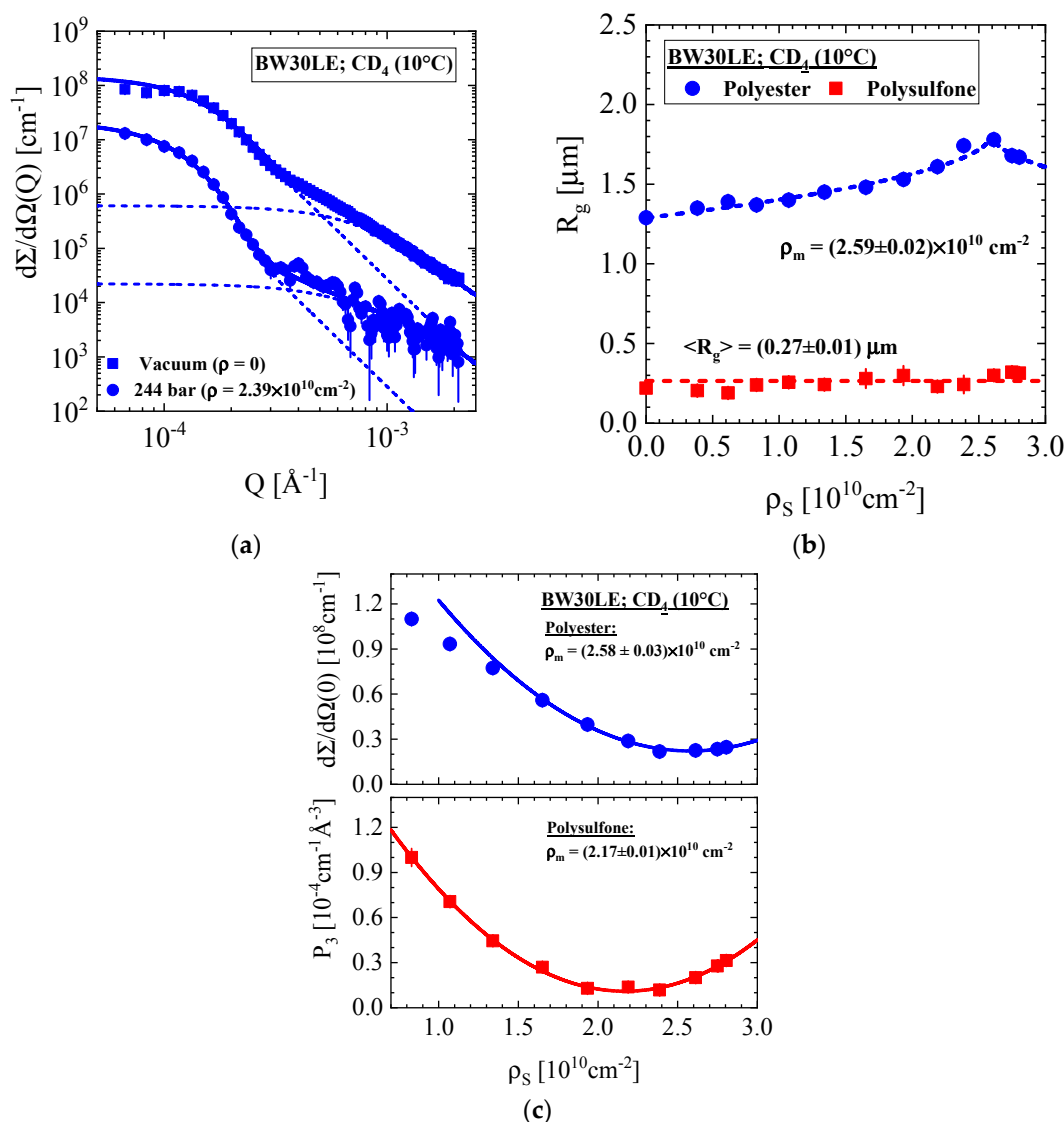 BW30LE; CD4 (10°C)
10^9
10^8
10^7
10^6
10^5
10^4
10^3
10^2
dΣ/dΩ(Q) [cm^-1]
Vacuum (ρ = 0)
244 bar (ρ = 2.39×10^10cm^-2)
10^-4
10^-3
Q [Å^-1]
(a)
BW30LE; CD4 (10°C)
Polyester
Polysulfone
2.5
2.0
1.5
1.0
0.5
0.0
R_g [μm]
ρ_m = (2.59±0.02)×10^10 cm^-2
<R_g> = (0.27±0.01) μm
0.0 0.5 1.0 1.5 2.0 2.5 3.0
ρ_S [10^10cm^-2]
(b)
BW30LE; CD4 (10°C)
Polyester:
ρ_m = (2.58 ± 0.03)×10^10 cm^-2
1.2
0.9
0.6
0.3
0.0
dΣ/dΩ(0) [10^8cm^-1]
Polysulfone:
ρ_m = (2.17±0.01)×10^10 cm^-2
1.2
0.9
0.6
0.3
0.0
P_3 [10^-4cm^-1Å^-3]
1.0 1.5 2.0 2.5 3.0
ρ_S [10^10cm^-2]
(c)